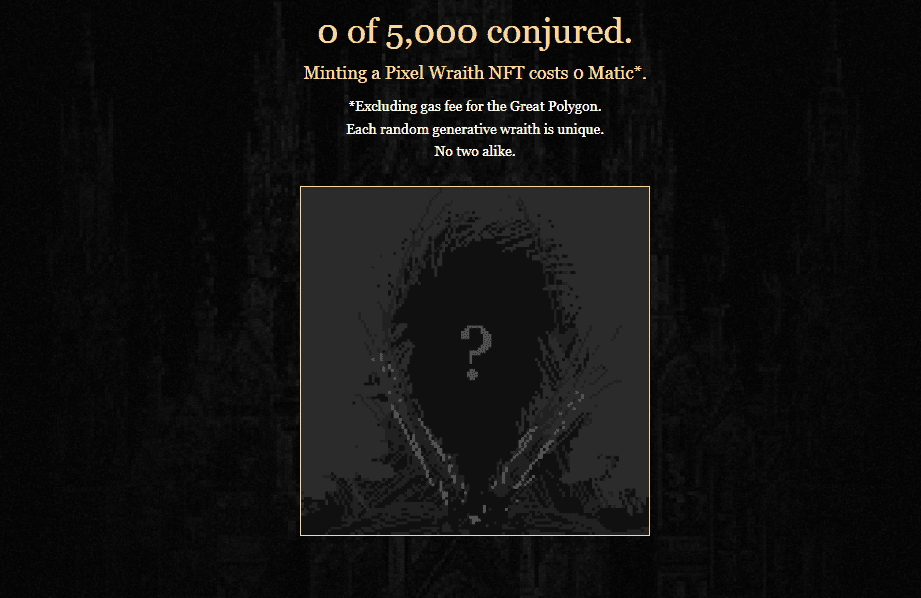 0 of 5,000 conjured.
Minting a Pixel Wraith NFT costs 0 Matic*.
*Excluding gas fee for the Great Polygon.
Each random generative wraith is unique.
No two alike.
?